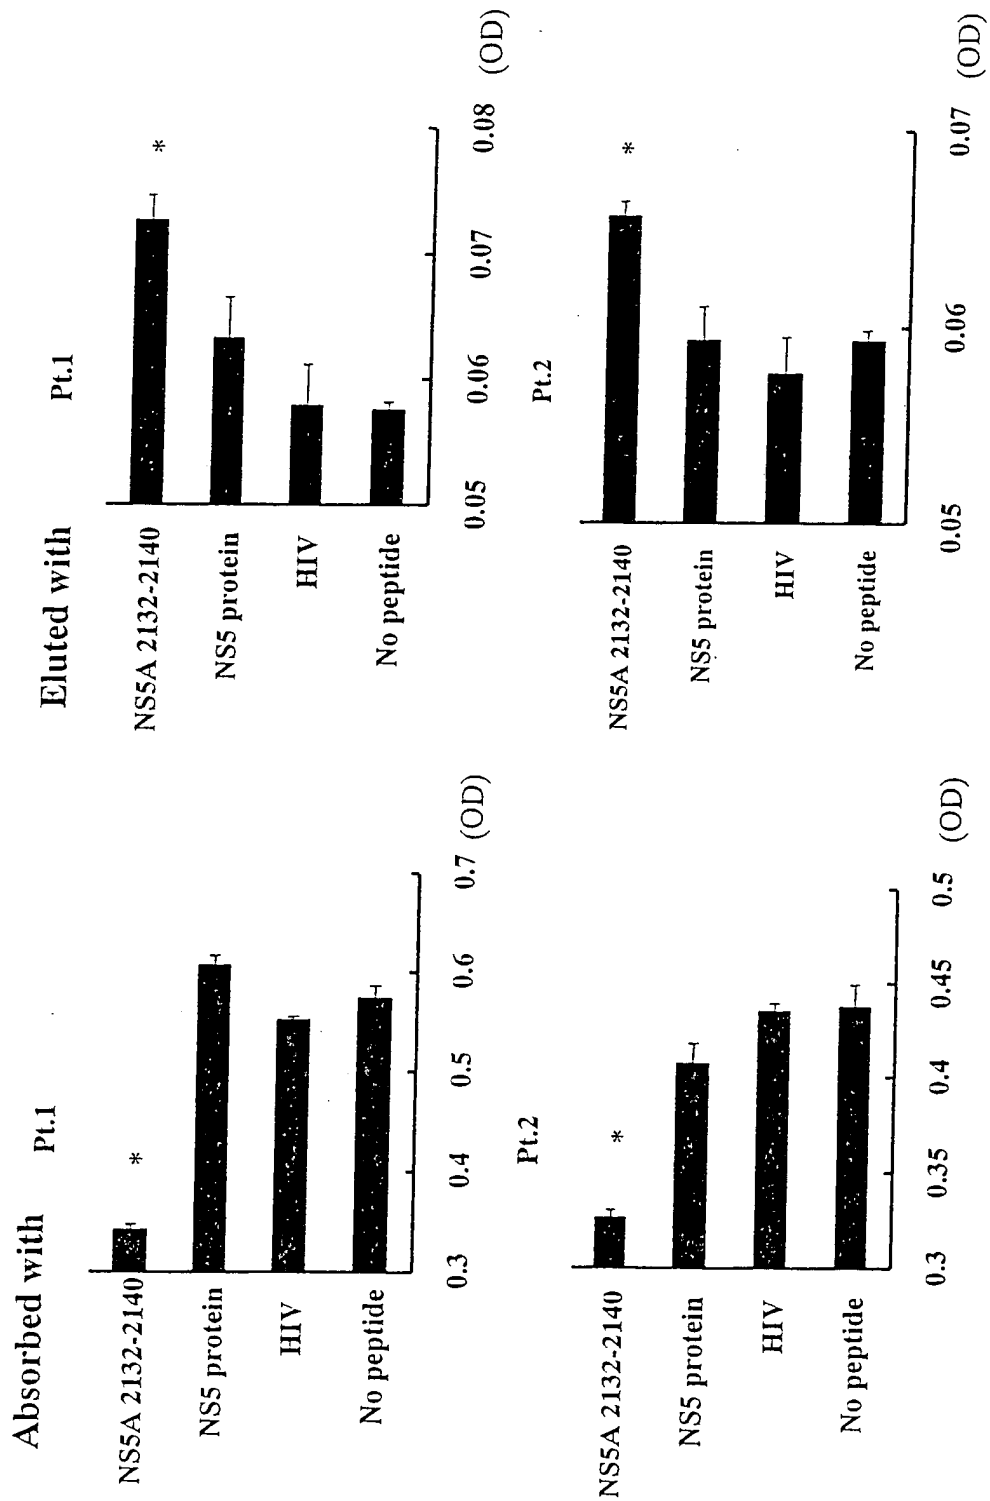 Absorbed with
Pt.1
NS5A 2132-2140
*
NS5 protein
HIV
No peptide
0.3 0.4 0.5 0.6 0.7 (OD)
Pt.2
NS5A 2132-2140
*
NS5 protein
HIV
No peptide
0.3 0.35 0.4 0.45 0.5 (OD)
Eluted with
Pt.1
NS5A 2132-2140
*
NS5 protein
HIV
No peptide
0.05 0.06 0.07 0.08 (OD)
Pt.2
NS5A 2132-2140
*
NS5 protein
HIV
No peptide
0.05 0.06 0.07 (OD)